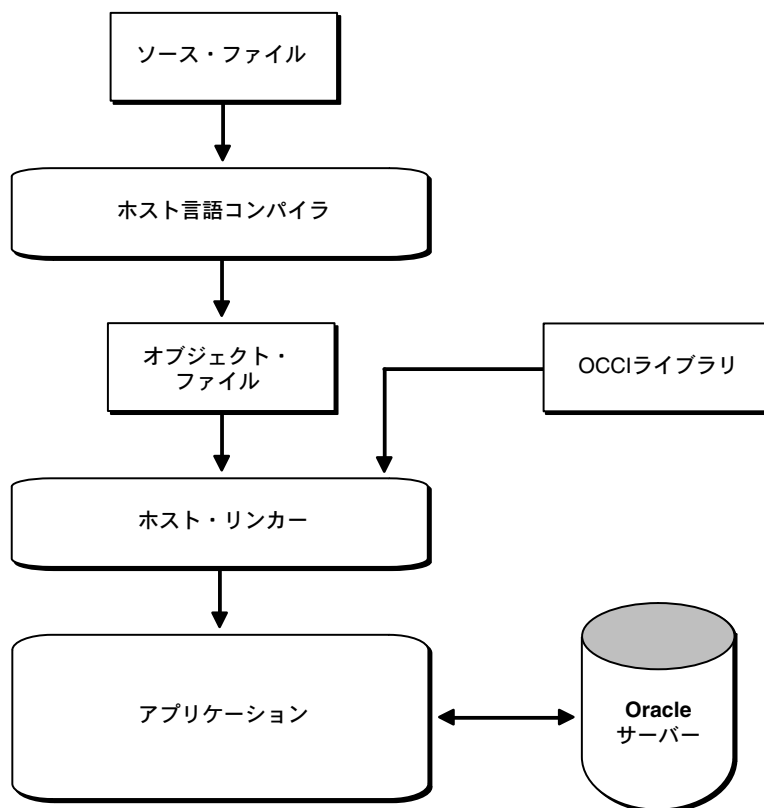 ソース・ファイル
ホスト言語コンパイラ
オブジェクト・
ファイル
OCCIライブラリ
ホスト・リンカー
アプリケーション
Oracle
サーバー